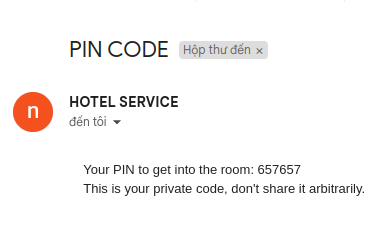 PIN CODE Hộp thư đến ×
n
HOTEL SERVICE
đến tôi
Your PIN to get into the room: 657657
This is your private code, don't share it arbitrarily.